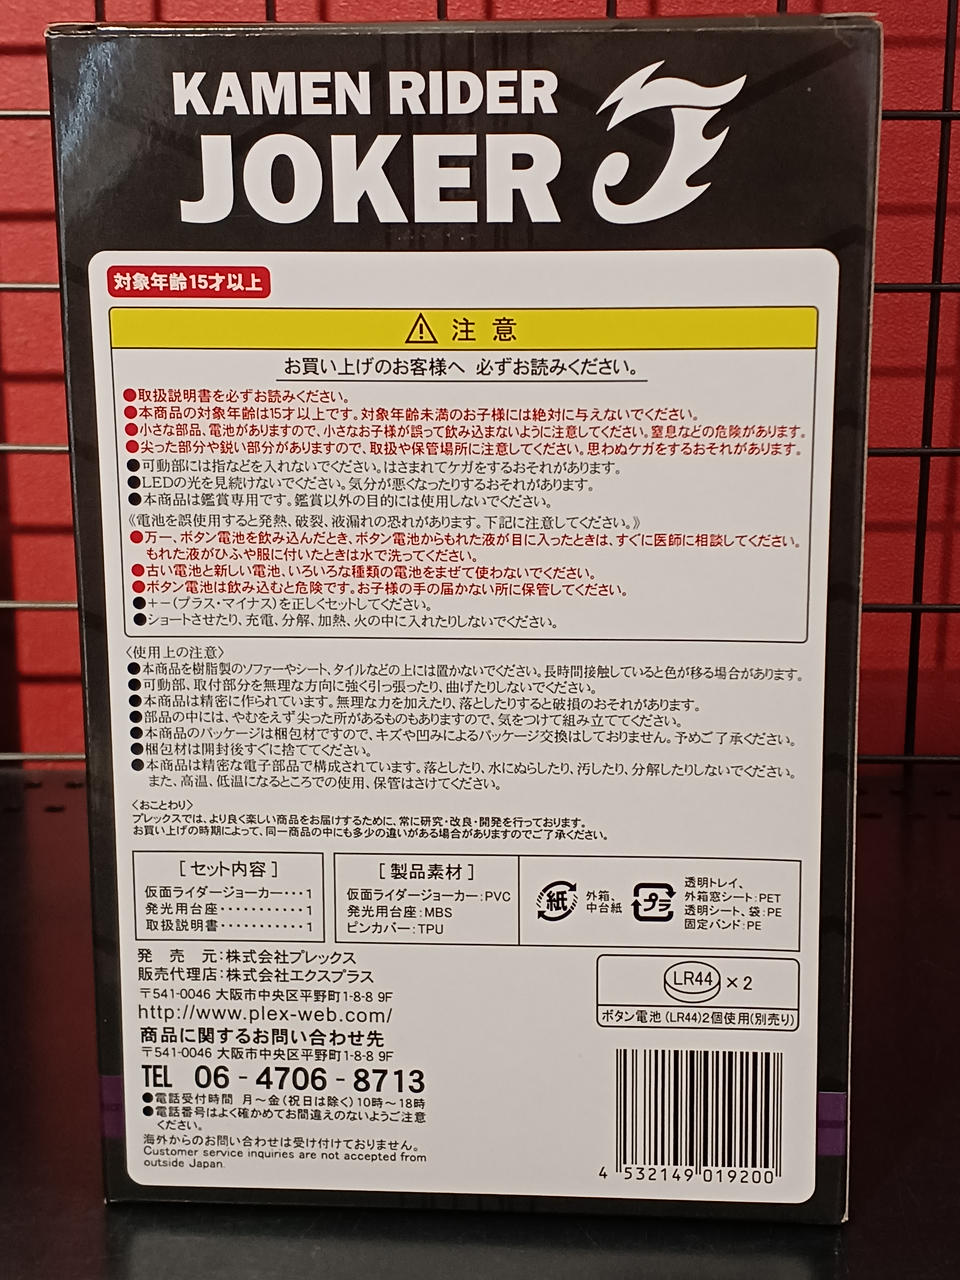 KAMEN RIDER
JOKER
対象年齢15才以上
注意
お買い上げのお客様へ 必ずお読みください。
●取扱説明書を必ずお読みください。
●本商品の対象年齢は15才以上です。対象年齢未満のお子様には絶対に与えないでください。
●小さな部品、電池がありますので、小さなお子様が誤って飲み込まないように注意してください。窒息などの危険があります。
●尖った部分や鋭い部分がありますので、取扱や保管場所に注意してください。思わぬケガをするおそれがあります。
●可動部には指などを入れないでください。はさまれてケガをするおそれがあります。
●LEDの光を見続けないでください。気分が悪くなったりするおそれがあります。
●本商品は鑑賞専用です。鑑賞以外の目的には使用しないでください。
《電池を誤使用すると発熱、破裂、液漏れの恐れがあります。下記に注意してください。》
●万一、ボタン電池を飲み込んだとき、ボタン電池からもれた液が目に入ったときは、すぐに医師に相談してください。
もれた液がひふや服に付いたときは水で洗ってください。
●古い電池と新しい電池、いろいろな種類の電池をまぜて使わないでください。
●ボタン電池は飲み込むと危険です。お子様の手の届かない所に保管してください。
●+-(プラス・マイナス)を正しくセットしてください。
●ショートさせたり、充電、分解、加熱、火の中に入れたりしないでください。
〈使用上の注意〉
●本商品を樹脂製のソファーやシート、タイルなどの上には置かないでください。長時間接触していると色が移る場合があります。
●可動部、取付部分を無理な方向に強く引っ張ったり、曲げたりしないでください。
●本商品は精密に作られています。無理な力を加えたり、落としたりすると破損のおそれがあります。
●部品の中には、やむをえず尖った所があるものもありますので、気をつけて組み立ててください。
●本商品のパッケージは梱包材ですので、キズや凹みによるパッケージ交換はしておりません。予めご了承ください。
●梱包材は開封後すぐに捨ててください。
●本商品は精密な電子部品で構成されています。落としたり、水にぬらしたり、汚したり、分解したりしないでください。
また、高温、低温になるところでの使用、保管はさけてください。
〈おことわり〉
プレックスでは、より良く楽しい商品をお届けするために、常に研究・改良・開発を行っております。
お買い上げの時期によって、同一商品の中にも多少の違いがある場合がありますのでご了承ください。
[セット内容]
仮面ライダージョーカー・・・1
発光用台座・・・・・・・・・・1
取扱説明書・・・・・・・・・・・1
[製品素材]
仮面ライダージョーカー:PVC
発光用台座:MBS
ピンカバー:TPU
紙
外箱、
中台紙
プラ
透明トレイ、
外箱窓シート:PET
透明シート、袋:PE
固定バンド:PE
発売元:株式会社プレックス
販売代理店:株式会社エクスプラス
〒541-0046 大阪市中央区平野町1-8-8 9F
http://www.plex-web.com/
商品に関するお問い合わせ先
〒541-0046 大阪市中央区平野町1-8-8 9F
TEL 06-4706-8713
●電話受付時間 月～金(祝日は除く)10時～18時
●電話番号はよく確かめてお間違えのないようご注意
ください。
海外からのお問い合わせは受け付けておりません。
Customer service inquiries are not accepted from
outside Japan.
LR44 ×2
ボタン電池(LR44)2個使用(別売り)
4 532149 019200